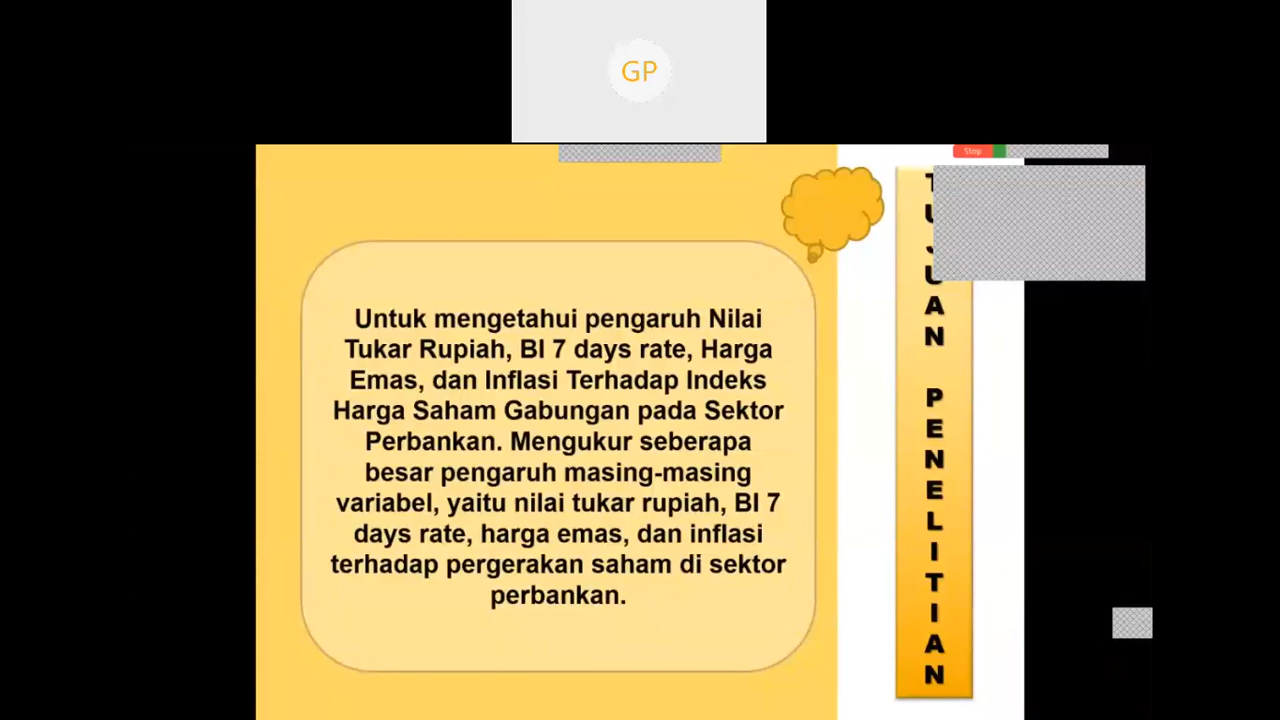 GP
Stop
Untuk mengetahui pengaruh Nilai
Tukar Rupiah, BI 7 days rate, Harga
Emas, dan Inflasi Terhadap Indeks
Harga Saham Gabungan pada Sektor
Perbankan. Mengukur seberapa
besar pengaruh masing-masing
variabel, yaitu nilai tukar rupiah, BI 7
days rate, harga emas, dan inflasi
terhadap pergerakan saham di sektor
perbankan.
TUJUAN PENELITIAN